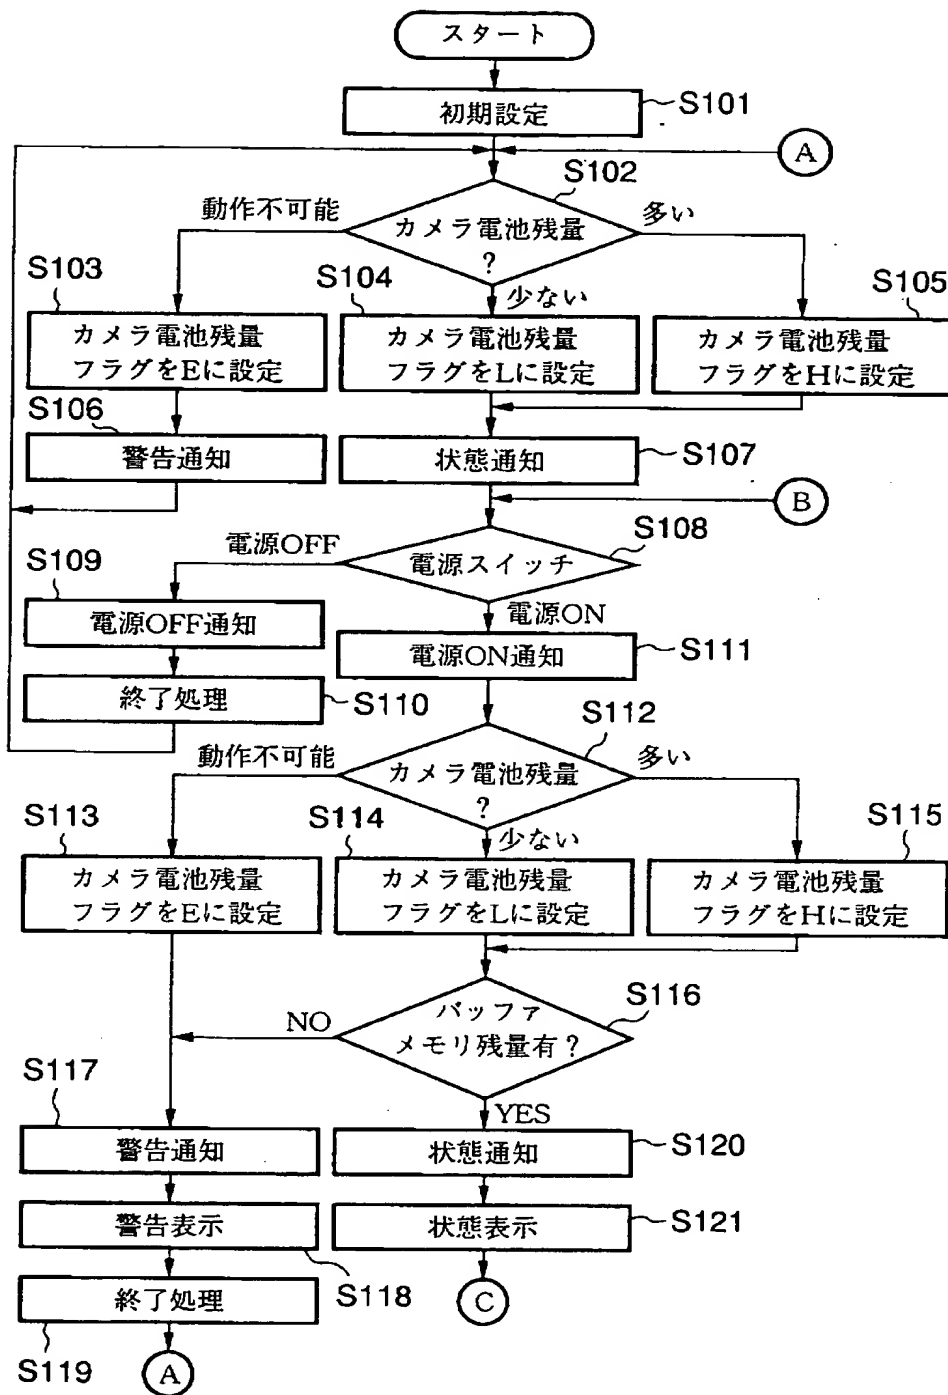 スタート
初期設定
S101
A
S102
動作不可能
カメラ電池残量
?
多い
少ない
S103
カメラ電池残量
フラグをEに設定
S104
カメラ電池残量
フラグをLに設定
S105
カメラ電池残量
フラグをHに設定
S106
警告通知
状態通知
S107
B
電源OFF
S108
電源スイッチ
電源ON
S109
電源OFF通知
電源ON通知
S111
終了処理
S110
S112
動作不可能
カメラ電池残量
?
多い
少ない
S113
カメラ電池残量
フラグをEに設定
S114
カメラ電池残量
フラグをLに設定
S115
カメラ電池残量
フラグをHに設定
NO
バッファ
メモリ残量有?
S116
YES
S117
警告通知
状態通知
S120
警告表示
S118
状態表示
S121
終了処理
S119
C
A